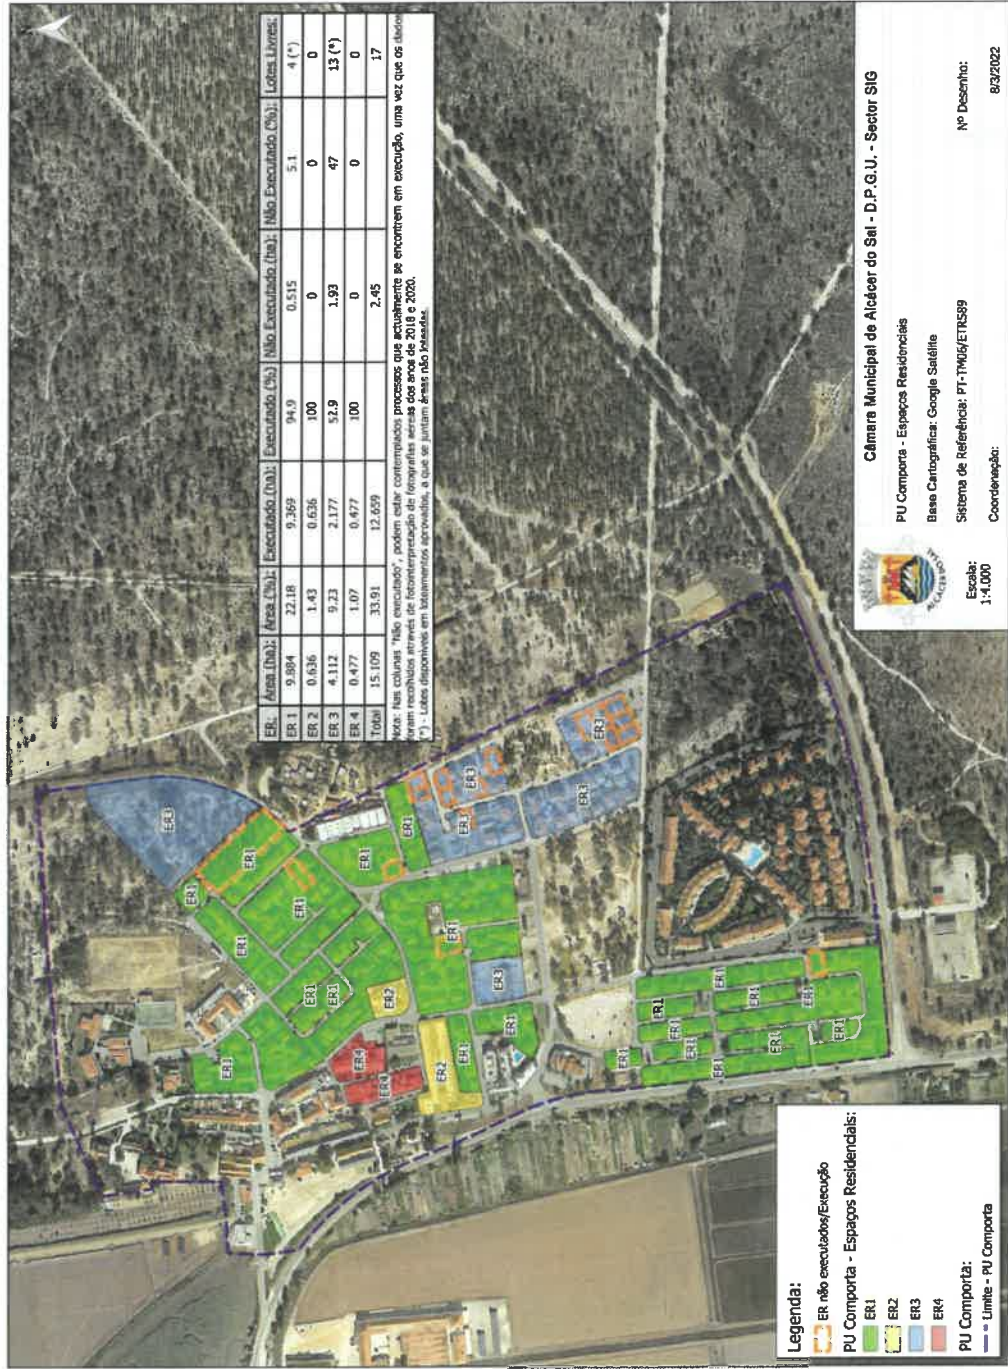 ER: Área (ha): Área (%): Executado (ha): Executado (%) Não Executado (ha): Não Executado (%): Lotes Livres:
ER 1 9.884 22.18 9.369 94.9 0.515 5.1 4 (*)
ER 2 0.636 1.43 0.636 100 0 0 0
ER 3 4.112 9.23 2.177 52.9 1.93 47 13 (*)
ER 4 0.477 1.07 0.477 100 0 0 0
Total 15.109 33.91 12.659 2.45 17
Nota: Nas colunas "Não executado", podem estar contemplados processos que actualmente se encontrem em execução, uma vez que os dados
foram recolhidos através de fotointerpretação de fotografias aéreas dos anos de 2018 e 2020.
(*) - Lotes disponíveis em loteamentos aprovados, a que se juntam áreas não loteadas.
ER3
ER1
ER1
ER1
ER1
ER1
ER1
ER1
ER1
ER1
ER2
ER4
ER4
ER2
ER1
ER1
ER1
ER3
ER3
ER3
ER3
ER3
ER1
ER1
ER1
ER1
ER1
ER1
ER1
ER1
ER1
ER1
Legenda:
ER não executados/Execução
PU Comporta - Espaços Residenciais:
ER1
ER2
ER3
ER4
PU Comporta:
Limite - PU Comporta
ALCÁCER DO SAL
Câmara Municipal de Alcácer do Sal - D.P.G.U. - Sector SIG
PU Comporta - Espaços Residenciais
Base Cartográfica: Google Satélite
Sistema de Referência: PT-TM06/ETRS89
Escala:
1:4.000
Nº Desenho:
Coordenação:
8/3/2022